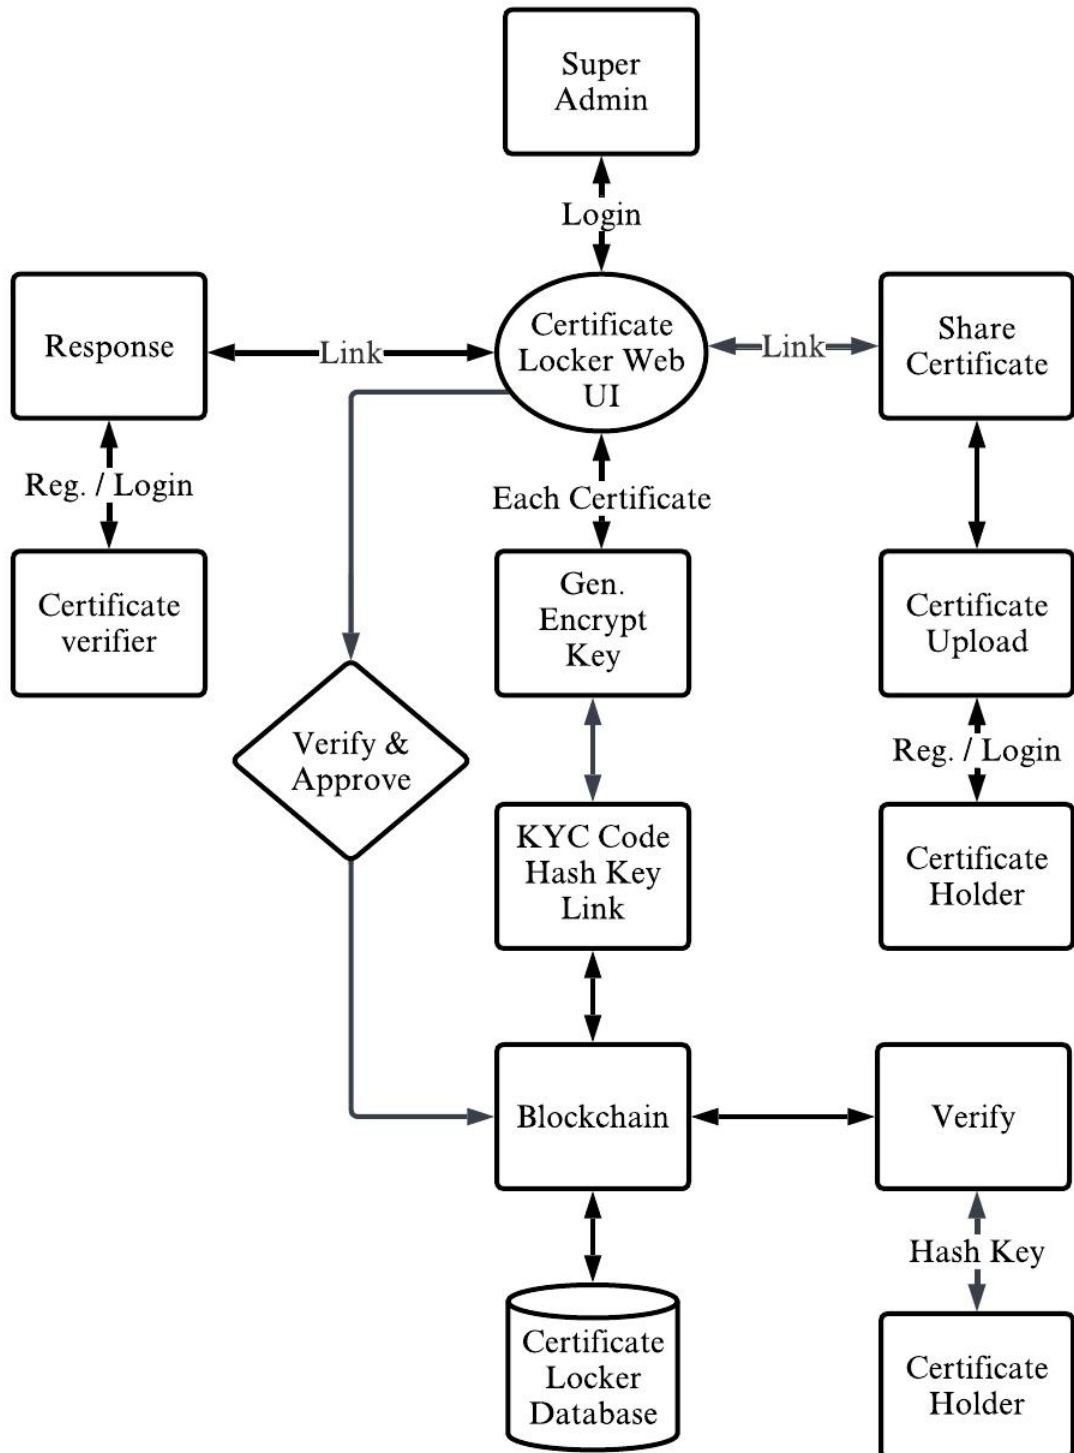 Super
Admin
Login
Response
Link
Certificate
Locker Web
UI
Link
Share
Certificate
Reg. / Login
Each Certificate
Certificate
verifier
Gen.
Encrypt
Key
Certificate
Upload
Verify &
Approve
Reg. / Login
KYC Code
Hash Key
Link
Certificate
Holder
Blockchain
Verify
Hash Key
Certificate
Locker
Database
Certificate
Holder